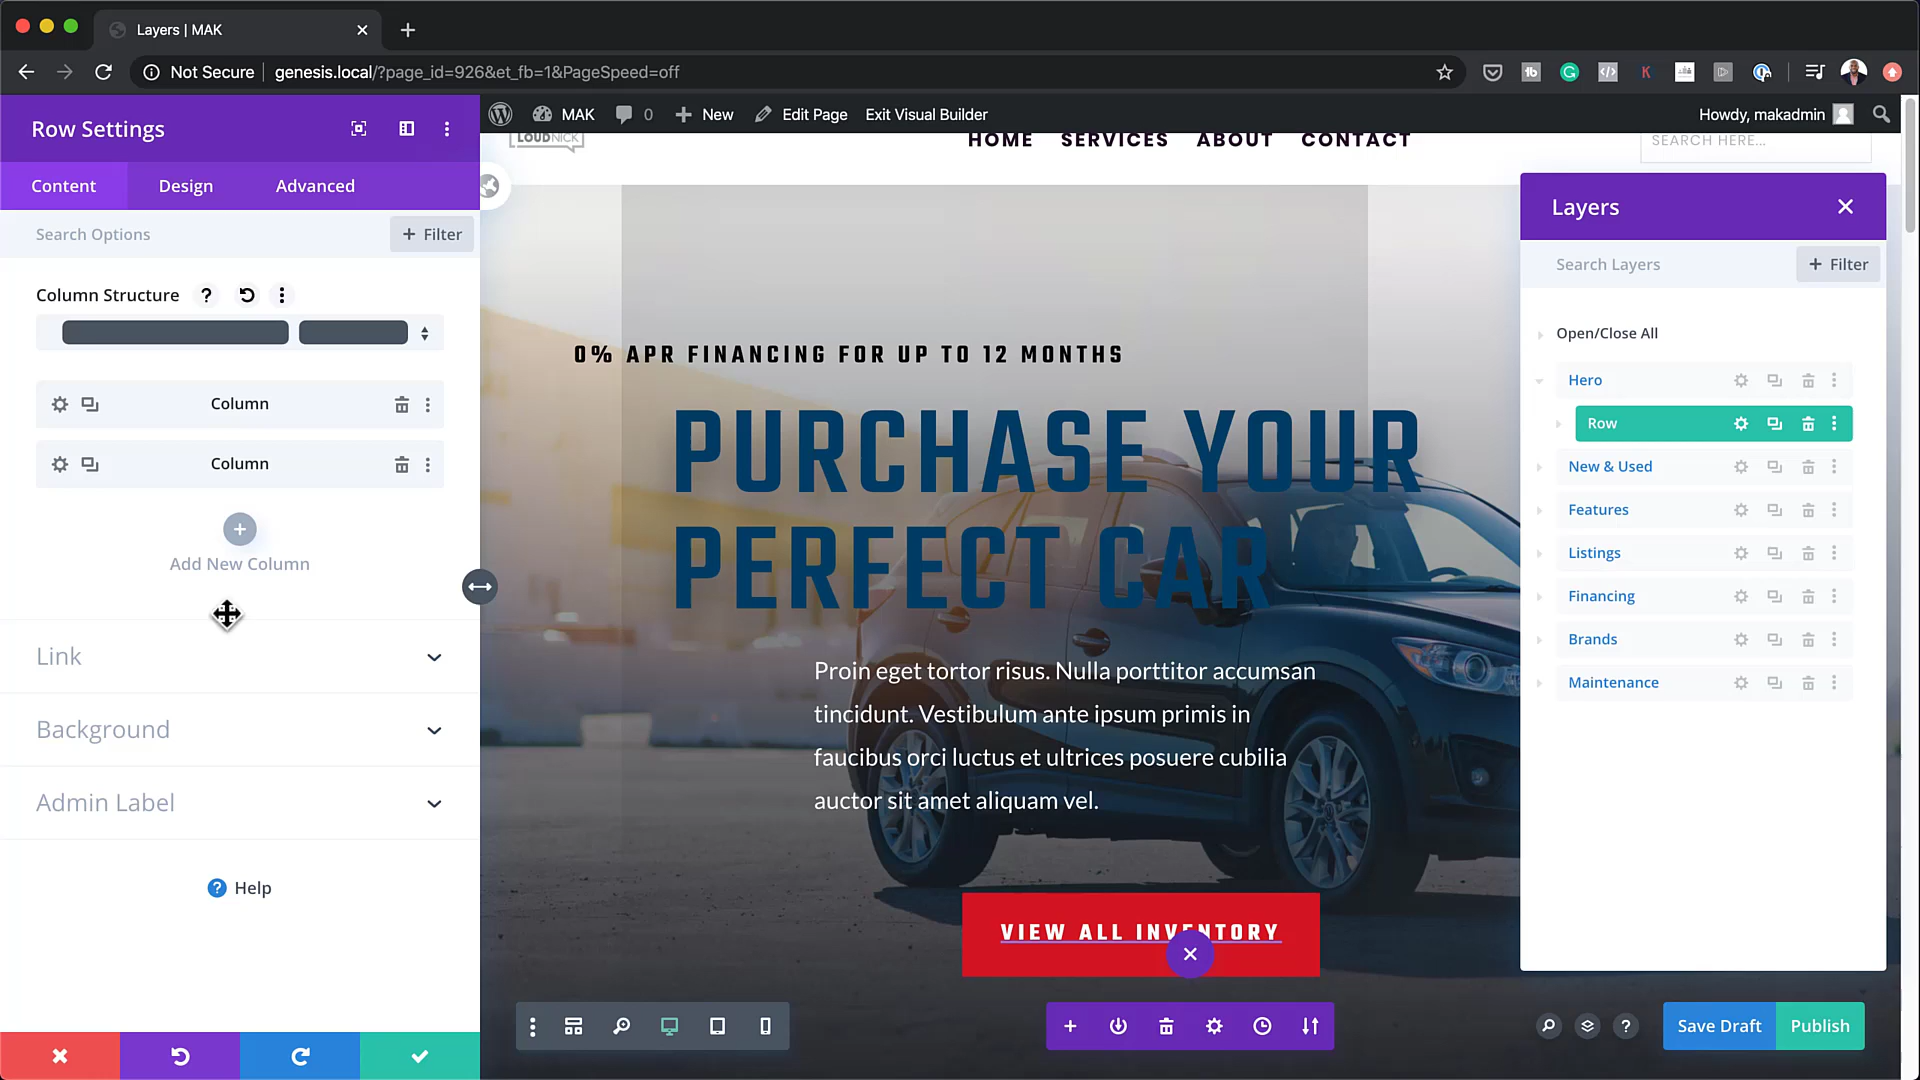 Layers | MAK
Not Secure
genesis.local/?page_id=926&et_fb=1&PageSpeed=off
MAK
0
New
Edit Page
Exit Visual Builder
Howdy, makadmin
LOUDNICK
HOME
SERVICES
ABOUT
CONTACT
SEARCH HERE...
Row Settings
Content
Design
Advanced
Search Options
+ Filter
Column Structure
Column
Column
Add New Column
Link
Background
Admin Label
Help
0% APR FINANCING FOR UP TO 12 MONTHS
PURCHASE YOUR
PERFECT CAR
Proin eget tortor risus. Nulla porttitor accumsan
tincidunt. Vestibulum ante ipsum primis in
faucibus orci luctus et ultrices posuere cubilia
auctor sit amet aliquam vel.
VIEW ALL INVENTORY
Layers
Search Layers
+ Filter
Open/Close All
Hero
Row
New & Used
Features
Listings
Financing
Brands
Maintenance
Save Draft
Publish